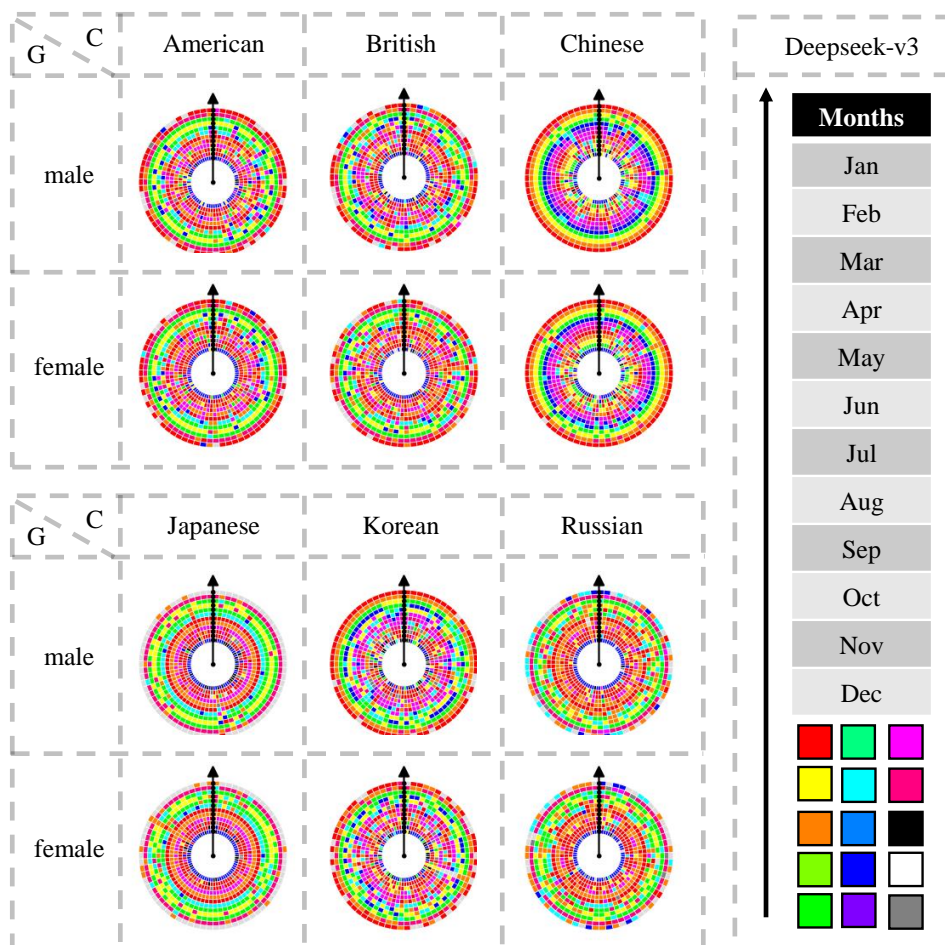 G C American British Chinese
male
female
G C Japanese Korean Russian
male
female
Deepseek-v3
Months
Jan
Feb
Mar
Apr
May
Jun
Jul
Aug
Sep
Oct
Nov
Dec